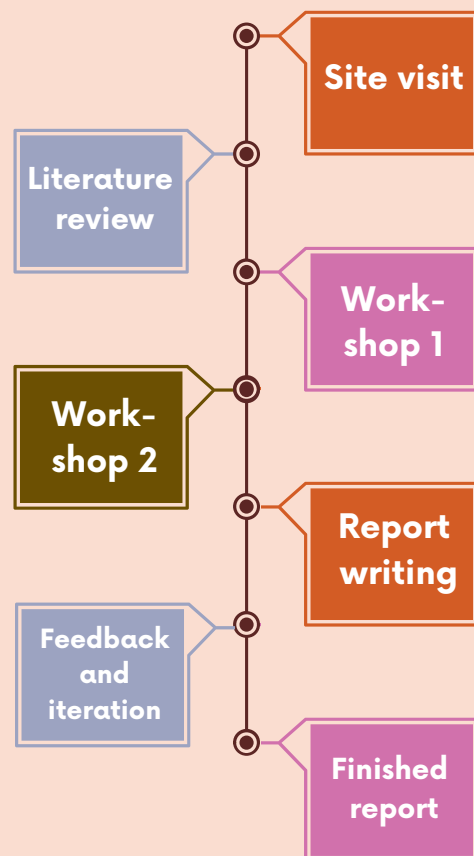 Site visit
Literature
review
Work-
shop 1
Work-
shop 2
Report
writing
Feedback
and
iteration
Finished
report